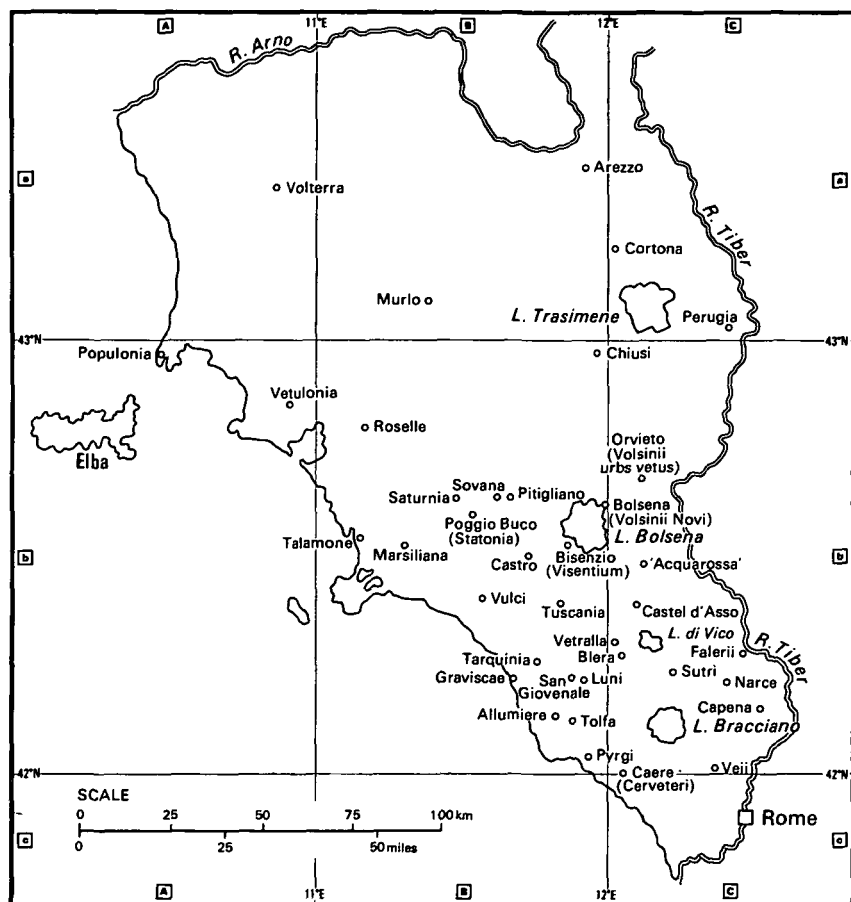 A
11°E
B
12°E
C
R. Arno
a
a
Arezzo
Volterra
R. Tiber
Cortona
Murlo
L. Trasimene
Perugia
43°N
43°N
Populonia
Chiusi
Vetulonia
Roselle
Elba
Orvieto
(Volsinii
urbs vetus)
Sovana
Pitigliano
Saturnia
Bolsena
(Volsinii Novi)
Poggio Buco
(Statonia)
L. Bolsena
Talamone
Marsiliana
Bisenzio
(Visentium)
b
b
Castro
'Acquarossa'
Vulci
Tuscania
Castel d'Asso
Vetralla
L. di Vico
Blera
Falerii
R. Tiber
Tarquinia
Sutri
Graviscae
San
Giovenale
Luni
Narce
Allumiere
Tolfa
Capena
L. Bracciano
Pyrgi
Veii
42°N
42°N
Caere
(Cerveteri)
SCALE
0 25 50 75 100 km
0 25 50 miles
Rome
c
c
A
11°E
B
12°E
C